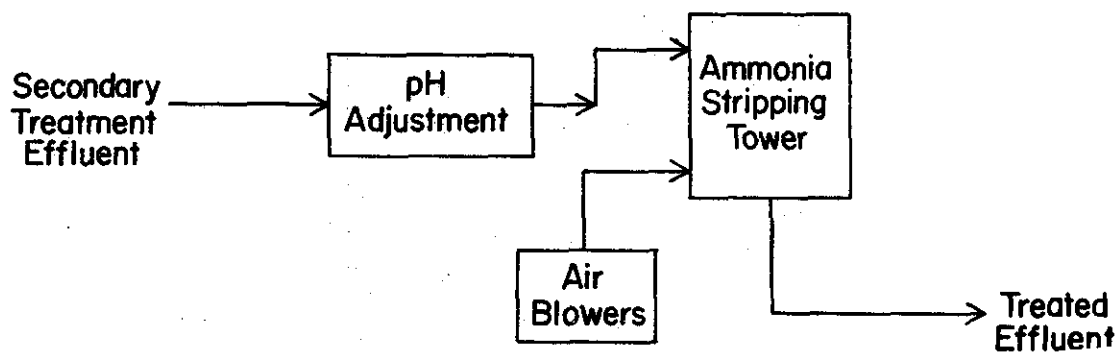 Secondary
Treatment
Effluent
pH
Adjustment
Ammonia
Stripping
Tower
Air
Blowers
Treated
Effluent